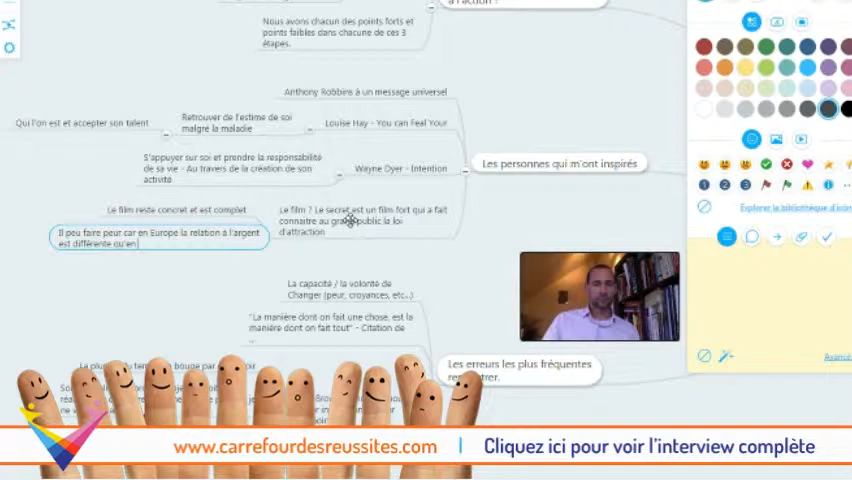 à l'action ?
Nous avons chacun des points forts et
points faibles dans chacune de ces 3
étapes.
Anthony Robbins à un message universel
Qui l'on est et accepter son talent
Retrouver de l'estime de soi
malgré la maladie
Louise Hay - You can Feal Your
S'appuyer sur soi et prendre la responsabilité
de sa vie - Au travers de la création de son
activité
Wayne Dyer - Intention
Les personnes qui m'ont inspirés
Le film reste concret et est complet
Le film ? Le secret est un film fort qui a fait
connaitre au grand public la loi
d'attraction
Il peu faire peur car en Europe la relation à l'argent
est différente qu'en
La capacité / la volonté de
Changer (peur, croyances, etc...)
"La manière dont on fait une chose, est la
manière dont on fait tout" - Citation de
...
Les erreurs les plus fréquentes
Explorer la bibliothèque d'icôn
Avancé
www.carrefourdesreussites.com | Cliquez ici pour voir l'interview complète